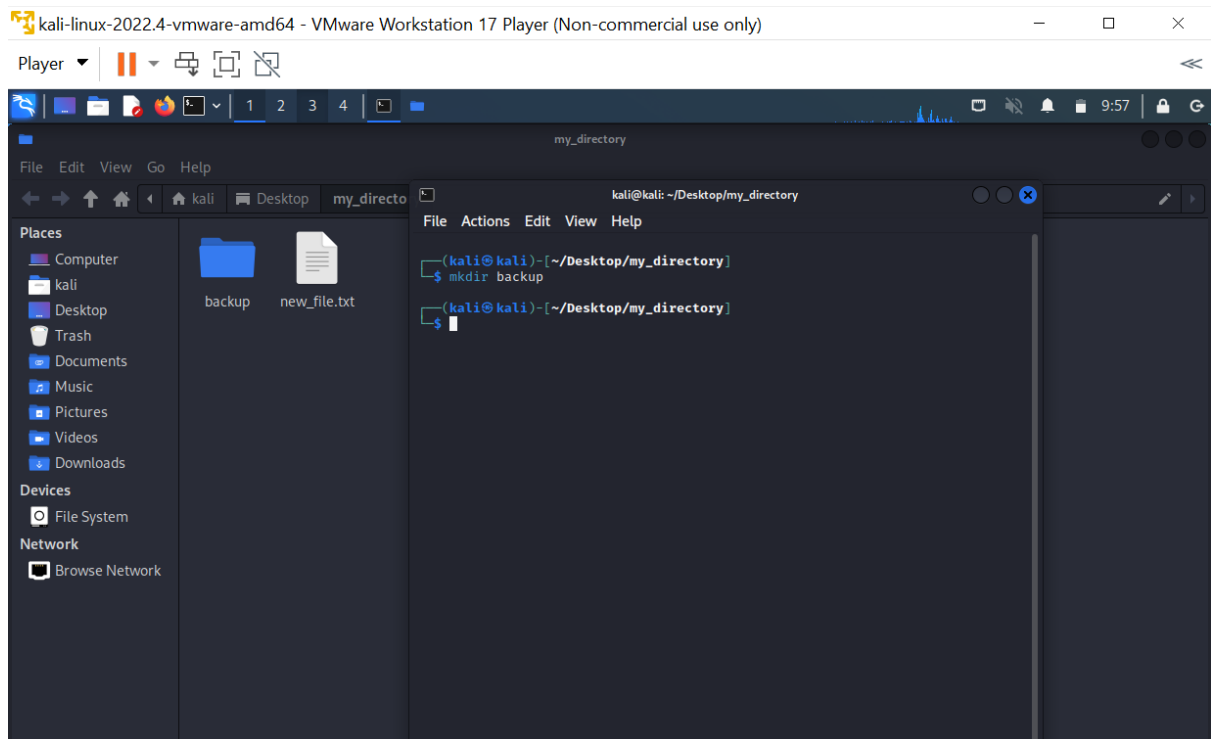 kali-linux-2022.4-vmware-amd64 - VMware Workstation 17 Player (Non-commercial use only)
Player
1 2 3 4 9:57
my_directory
File Edit View Go Help
kali Desktop my_directo
Places
Computer
kali
Desktop
Trash
Documents
Music
Pictures
Videos
Downloads
Devices
File System
Network
Browse Network
backup new_file.txt
kali@kali: ~/Desktop/my_directory
File Actions Edit View Help
┌──(kali㉿kali)-[~/Desktop/my_directory]
└─$ mkdir backup
┌──(kali㉿kali)-[~/Desktop/my_directory]
└─$